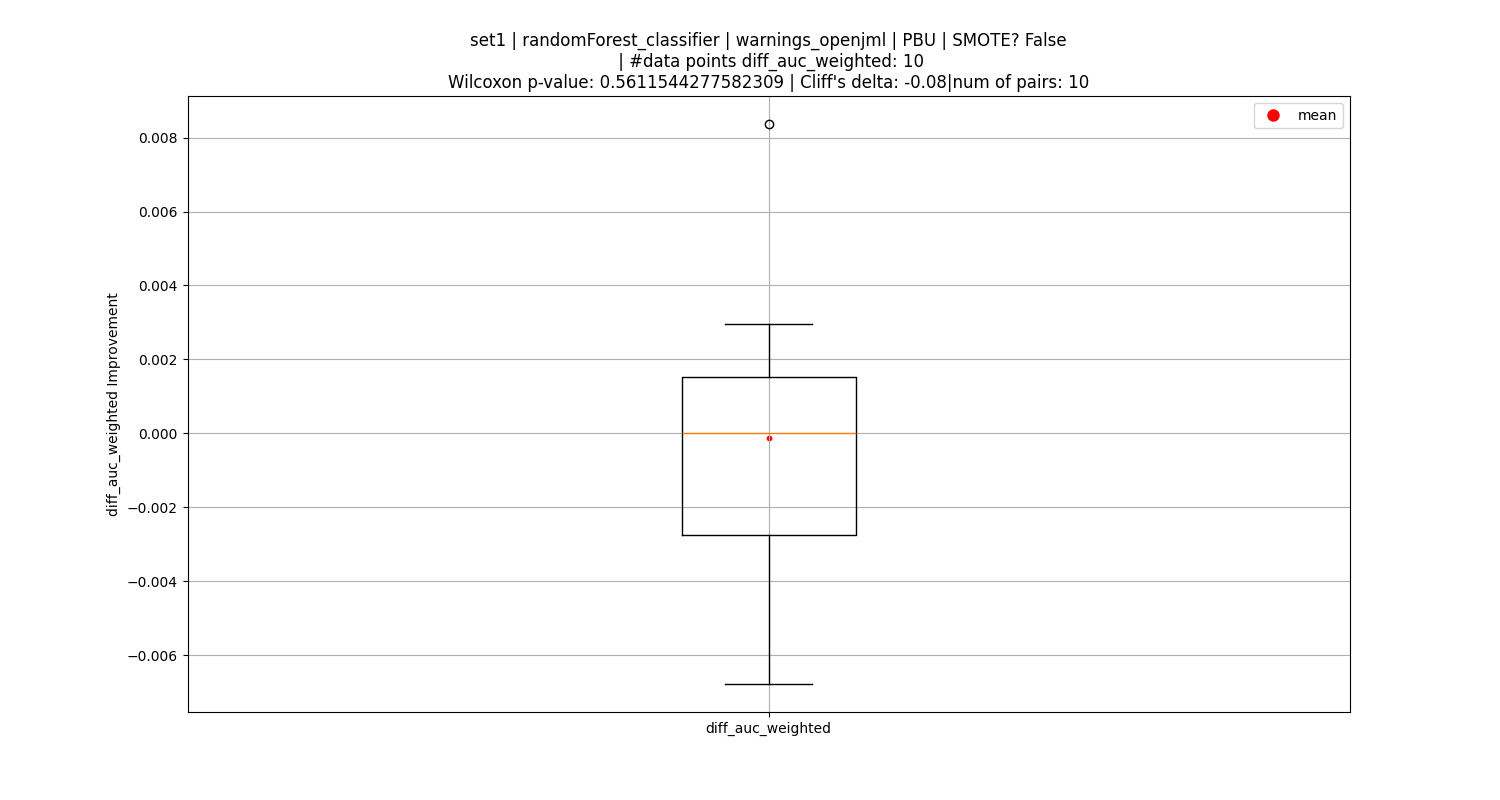 set1 | randomForest_classifier | warnings_openjml | PBU | SMOTE? False
| #data points diff_auc_weighted: 10
Wilcoxon p-value: 0.5611544277582309 | Cliff's delta: -0.08|num of pairs: 10
mean
0.008
0.006
0.004
0.002
0.000
−0.002
−0.004
−0.006
diff_auc_weighted Improvement
diff_auc_weighted